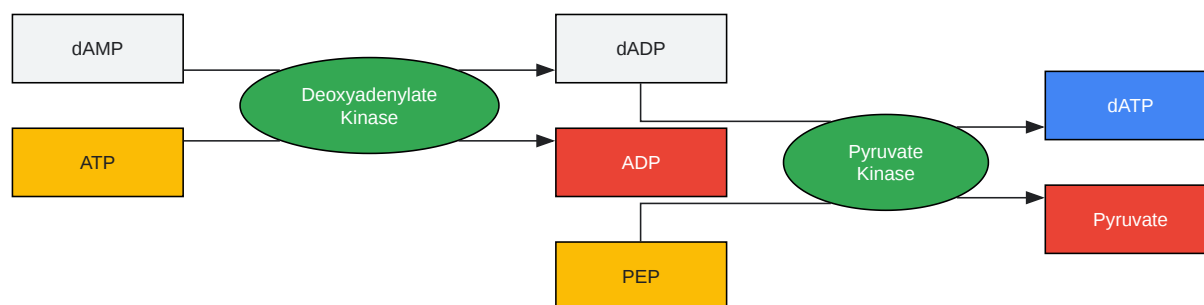 dAMP
dADP
Deoxyadenylate
Kinase
dATP
ATP
ADP
Pyruvate
Kinase
Pyruvate
PEP